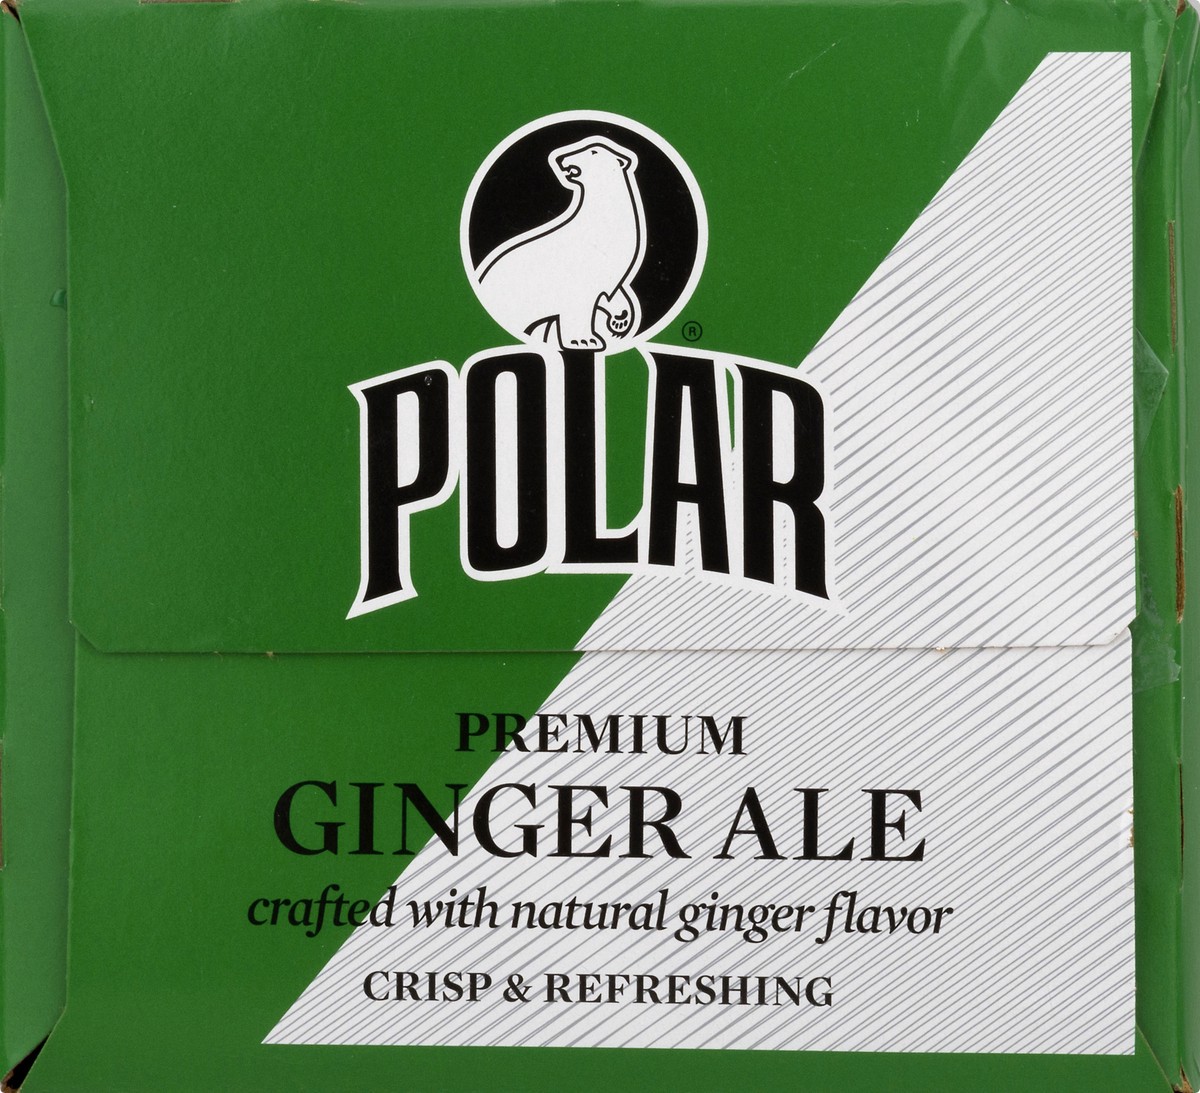 ®
POLAR
PREMIUM
GINGER ALE
crafted with natural ginger flavor
CRISP & REFRESHING